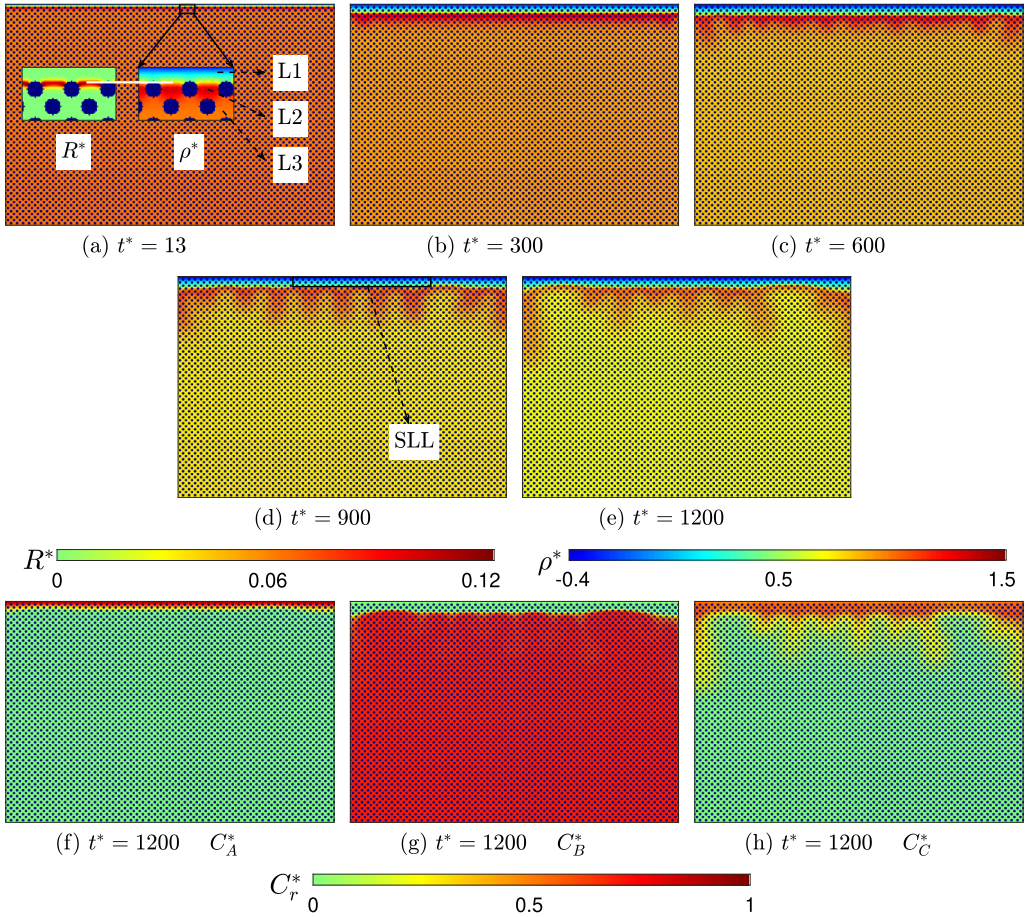 L1
L2
R* ρ* L3
(a) t* = 13 (b) t* = 300 (c) t* = 600
SLL
(d) t* = 900 (e) t* = 1200
R* 0 0.06 0.12 ρ* -0.4 0.5 1.5
(f) t* = 1200 C*_A (g) t* = 1200 C*_B (h) t* = 1200 C*_C
C*_r 0 0.5 1